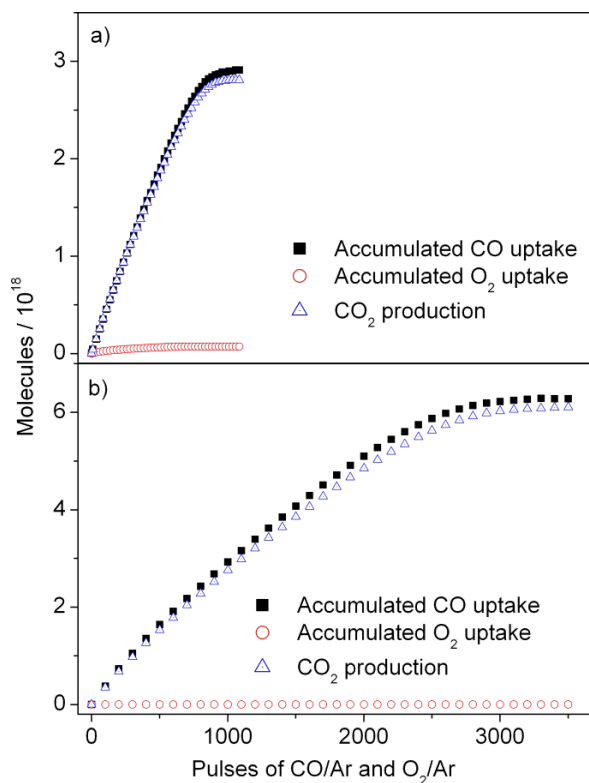 a)
3
2
1
0
Accumulated CO uptake
Accumulated O2 uptake
CO2 production
Molecules / 10^18
b)
6
4
2
0
Accumulated CO uptake
Accumulated O2 uptake
CO2 production
0 1000 2000 3000
Pulses of CO/Ar and O2/Ar